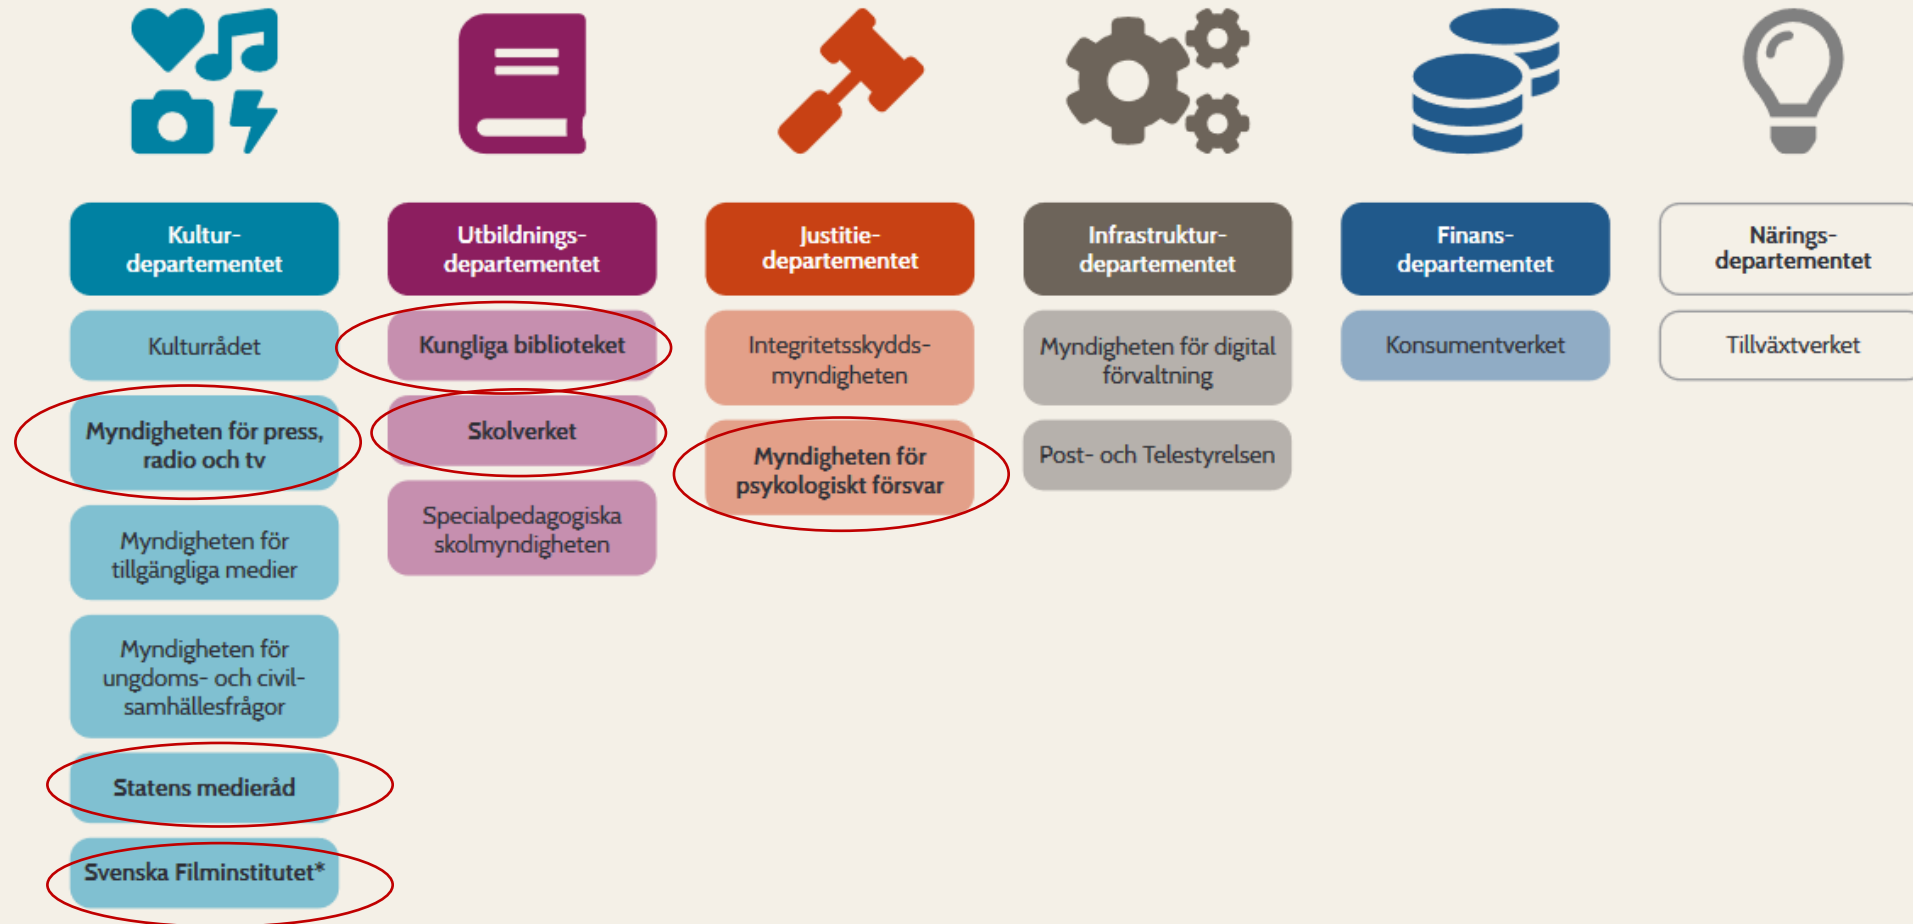 Kultur-
departementet
Kulturrådet
Myndigheten för press,
radio och tv
Myndigheten för
tillgängliga medier
Myndigheten för
ungdoms- och civil-
samhällesfrågor
Statens medieråd
Svenska Filminstitutet*
Utbildnings-
departementet
Kungliga biblioteket
Skolverket
Specialpedagogiska
skolmyndigheten
Justitie-
departementet
Integritetsskydds-
myndigheten
Myndigheten för
psykologiskt försvar
Infrastruktur-
departementet
Myndigheten för digital
förvaltning
Post- och Telestyrelsen
Finans-
departementet
Konsumentverket
Närings-
departementet
Tillväxtverket